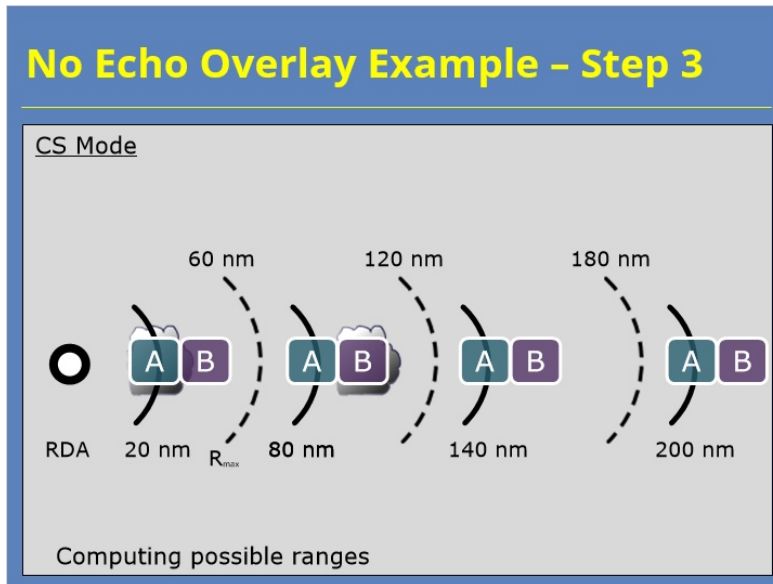 No Echo Overlay Example – Step 3
CS Mode
60 nm 120 nm 180 nm
A B A B A B A B
RDA 20 nm Rmax 80 nm 140 nm 200 nm
Computing possible ranges